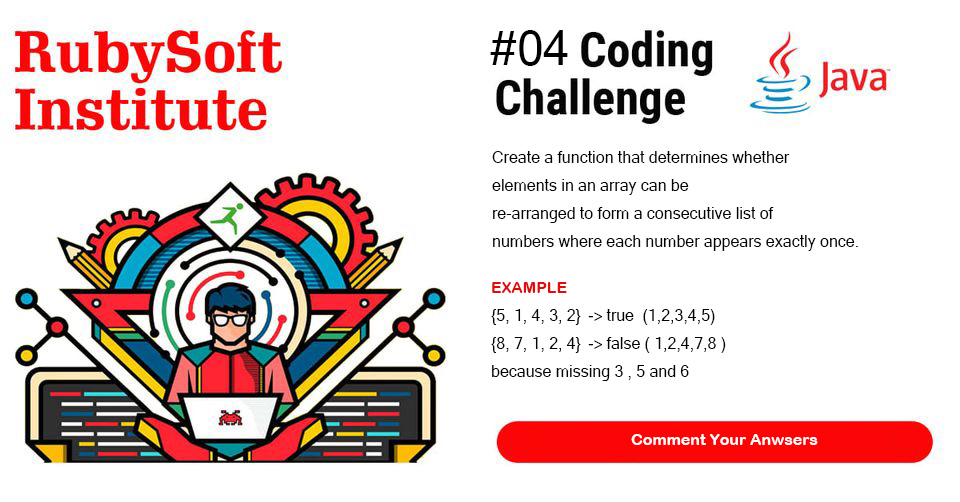 RubySoft
Institute
#04 Coding
Challenge
Java™
Create a function that determines whether
elements in an array can be
re-arranged to form a consecutive list of
numbers where each number appears exactly once.
EXAMPLE
{5, 1, 4, 3, 2} -> true (1,2,3,4,5)
{8, 7, 1, 2, 4} -> false ( 1,2,4,7,8 )
because missing 3 , 5 and 6
Comment Your Anwsers